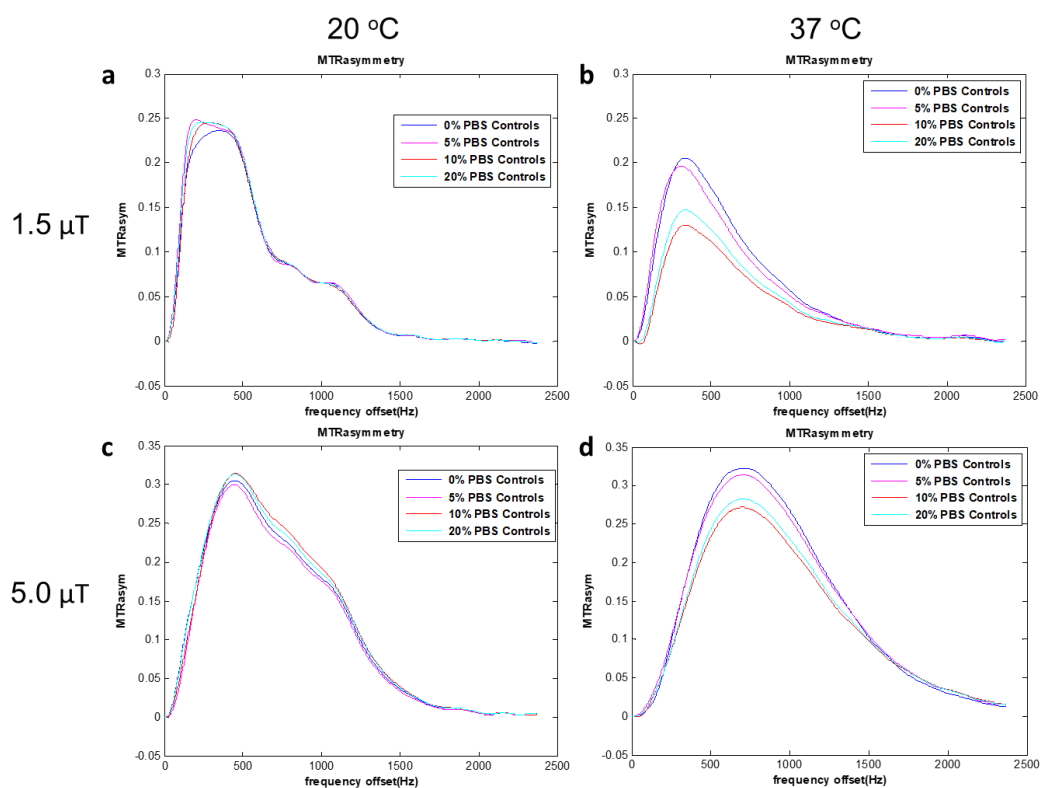 20 °C
37 °C
1.5 µT
5.0 µT
a
MTRasymmetry
0.3
0.25
0.2
0.15
0.1
0.05
0
-0.05
0
500
1000
1500
2000
2500
MTRasym
frequency offset(Hz)
0% PBS Controls
5% PBS Controls
10% PBS Controls
20% PBS Controls
b
MTRasymmetry
0.3
0.25
0.2
0.15
0.1
0.05
0
-0.05
0
500
1000
1500
2000
2500
MTRasym
frequency offset(Hz)
0% PBS Controls
5% PBS Controls
10% PBS Controls
20% PBS Controls
c
MTRasymmetry
0.35
0.3
0.25
0.2
0.15
0.1
0.05
0
-0.05
0
500
1000
1500
2000
2500
MTRasym
frequency offset(Hz)
0% PBS Controls
5% PBS Controls
10% PBS Controls
20% PBS Controls
d
MTRasymmetry
0.35
0.3
0.25
0.2
0.15
0.1
0.05
0
-0.05
0
500
1000
1500
2000
2500
MTRasym
frequency offset(Hz)
0% PBS Controls
5% PBS Controls
10% PBS Controls
20% PBS Controls